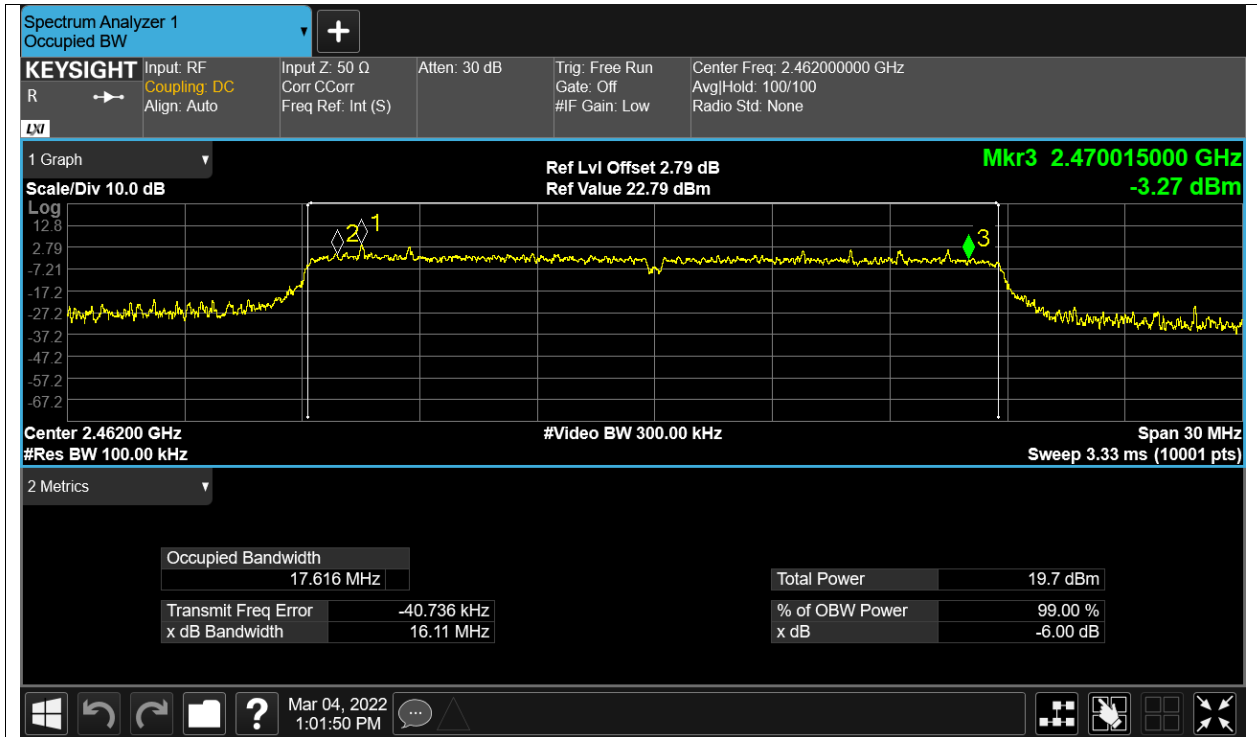 Spectrum Analyzer 1
Occupied BW
KEYSIGHT
R
LXI
Input: RF
Coupling: DC
Align: Auto
Input Z: 50 Ω
Corr CCorr
Freq Ref: Int (S)
Atten: 30 dB
Trig: Free Run
Gate: Off
#IF Gain: Low
Center Freq: 2.462000000 GHz
Avg|Hold: 100/100
Radio Std: None
1 Graph
Scale/Div 10.0 dB
Ref Lvl Offset 2.79 dB
Ref Value 22.79 dBm
Mkr3 2.470015000 GHz
-3.27 dBm
Log
12.8
2.79
-7.21
-17.2
-27.2
-37.2
-47.2
-57.2
-67.2
2
1
3
Center 2.46200 GHz
#Res BW 100.00 kHz
#Video BW 300.00 kHz
Span 30 MHz
Sweep 3.33 ms (10001 pts)
2 Metrics
Occupied Bandwidth
17.616 MHz
Transmit Freq Error -40.736 kHz
x dB Bandwidth 16.11 MHz
Total Power 19.7 dBm
% of OBW Power 99.00 %
x dB -6.00 dB
?
Mar 04, 2022
1:01:50 PM